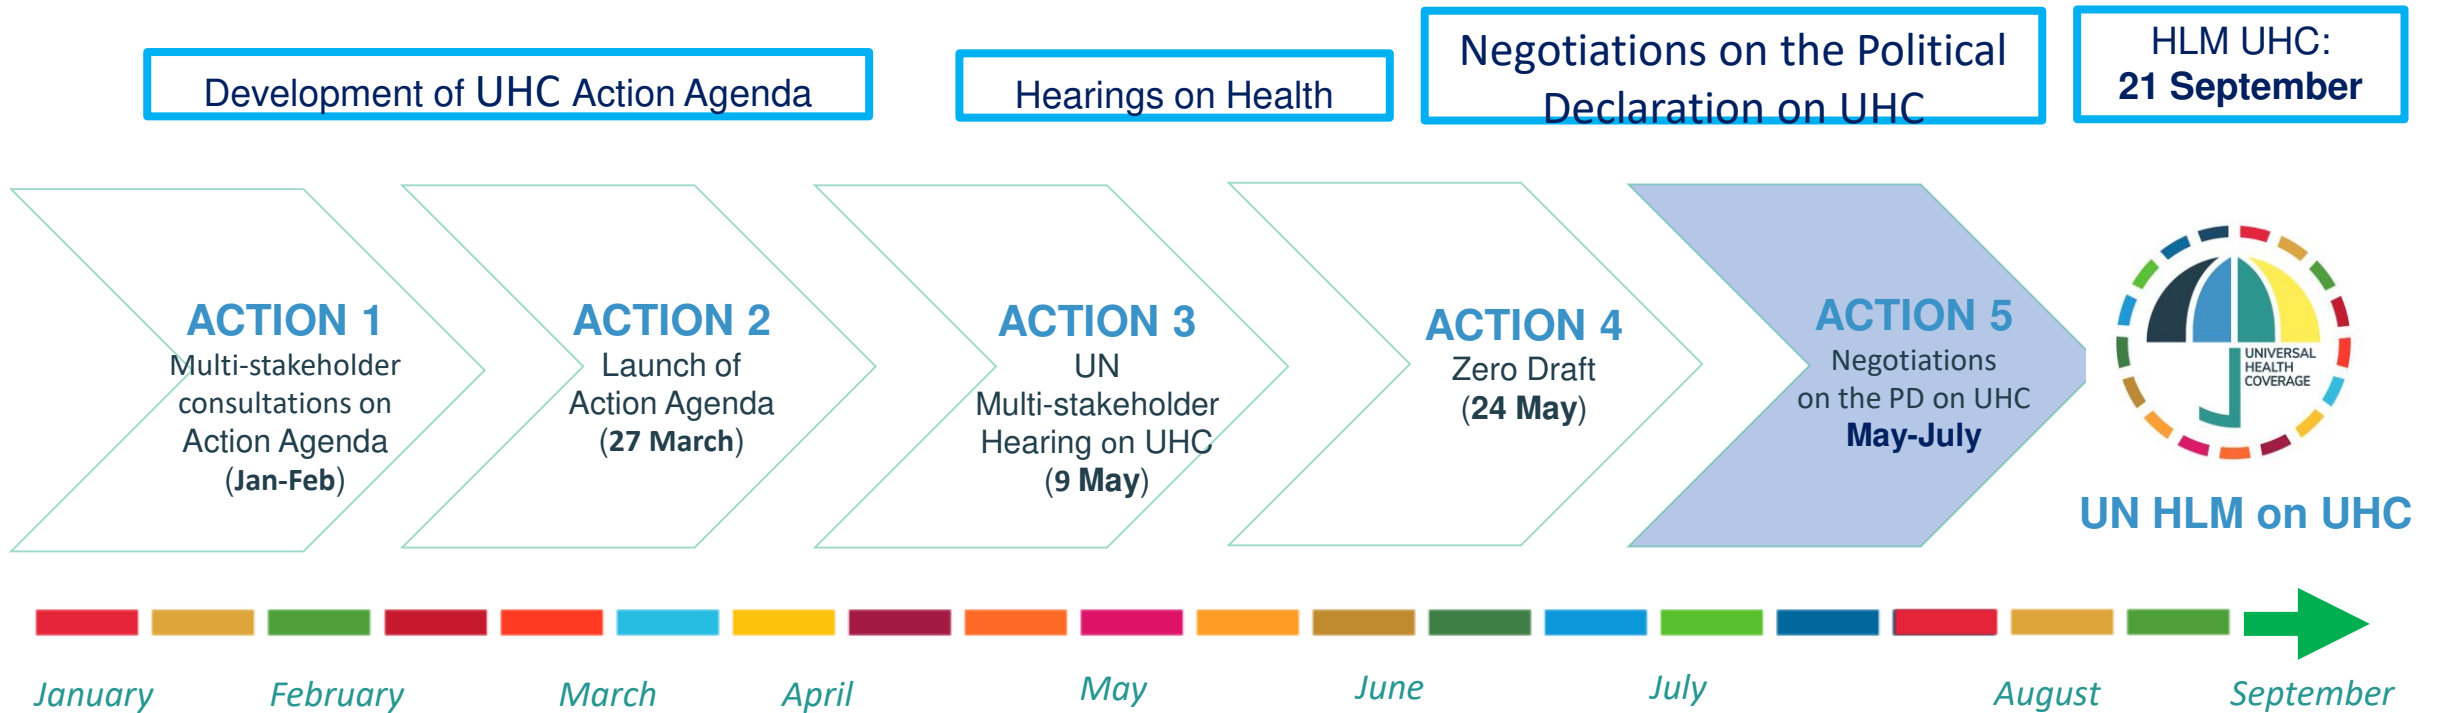 Development of UHC Action Agenda
Hearings on Health
Negotiations on the Political
Declaration on UHC
HLM UHC:
21 September
ACTION 1
Multi-stakeholder
consultations on
Action Agenda
(Jan-Feb)
ACTION 2
Launch of
Action Agenda
(27 March)
ACTION 3
UN
Multi-stakeholder
Hearing on UHC
(9 May)
ACTION 4
Zero Draft
(24 May)
ACTION 5
Negotiations
on the PD on UHC
May-July
UNIVERSAL
HEALTH
COVERAGE
UN HLM on UHC
January
February
March
April
May
June
July
August
September